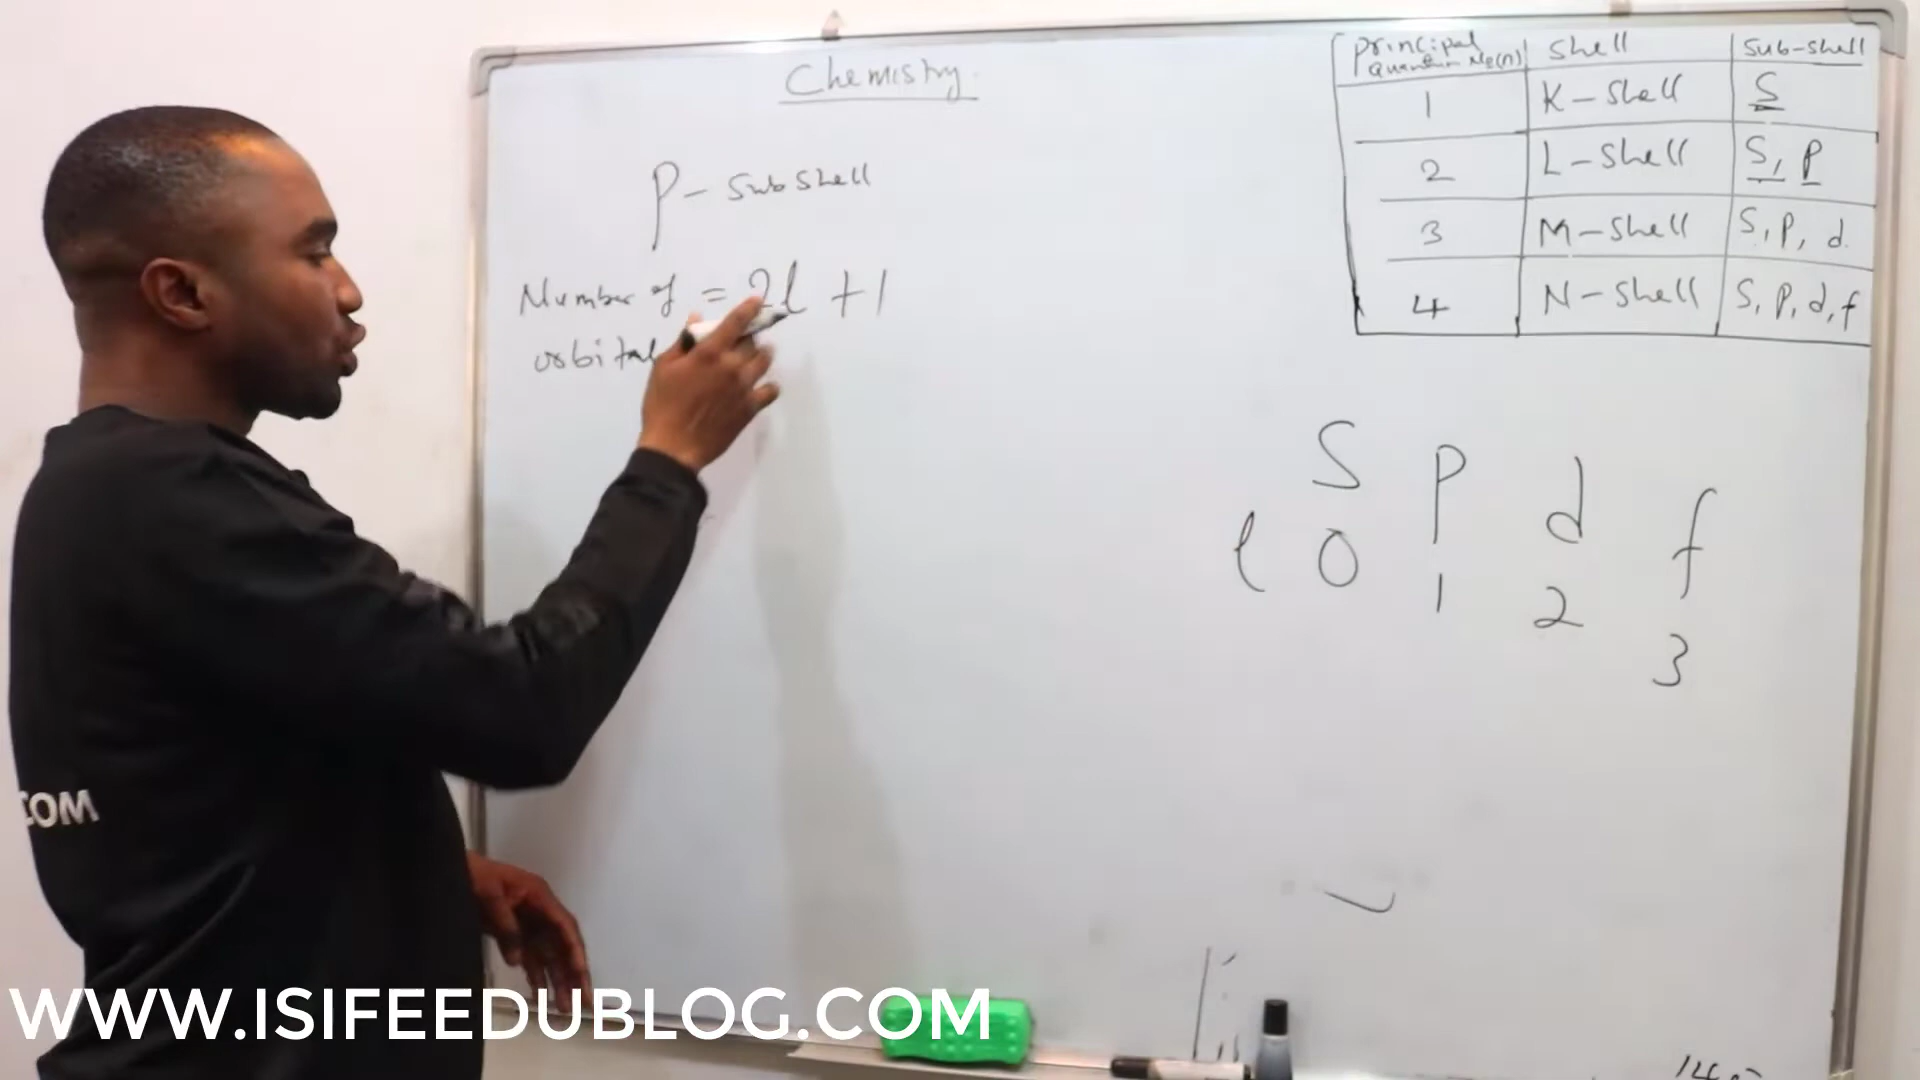 Chemistry
P - subshell
Number of = 2l + 1
orbital
Principal Quantum No(n) Shell Sub-shell
1 K-Shell S
2 L-Shell S, P
3 M-Shell S, P, d
4 N-Shell S, P, d, f
S P d f
l 0 1 2 3
COM
WWW.ISIFEEDUBLOG.COM